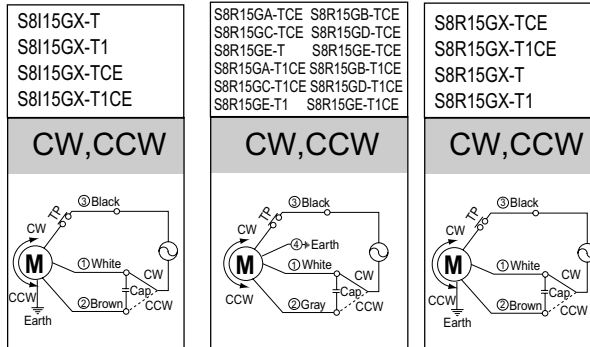 S8I15GX-T
S8I15GX-T1
S8I15GX-TCE
S8I15GX-T1CE
CW,CCW
③Black
TP
CW
M
①White
CW
Cap.
CCW
CCW
②Brown
Earth
S8R15GA-TCE S8R15GB-TCE
S8R15GC-TCE S8R15GD-TCE
S8R15GE-T S8R15GE-TCE
S8R15GA-T1CE S8R15GB-T1CE
S8R15GC-T1CE S8R15GD-T1CE
S8R15GE-T1 S8R15GE-T1CE
CW,CCW
③Black
TP
CW
④Earth
M
①White
CW
Cap.
CCW
CCW
②Gray
S8R15GX-TCE
S8R15GX-T1CE
S8R15GX-T
S8R15GX-T1
CW,CCW
③Black
TP
CW
M
①White
CW
Cap.
CCW
CCW
②Brown
Earth